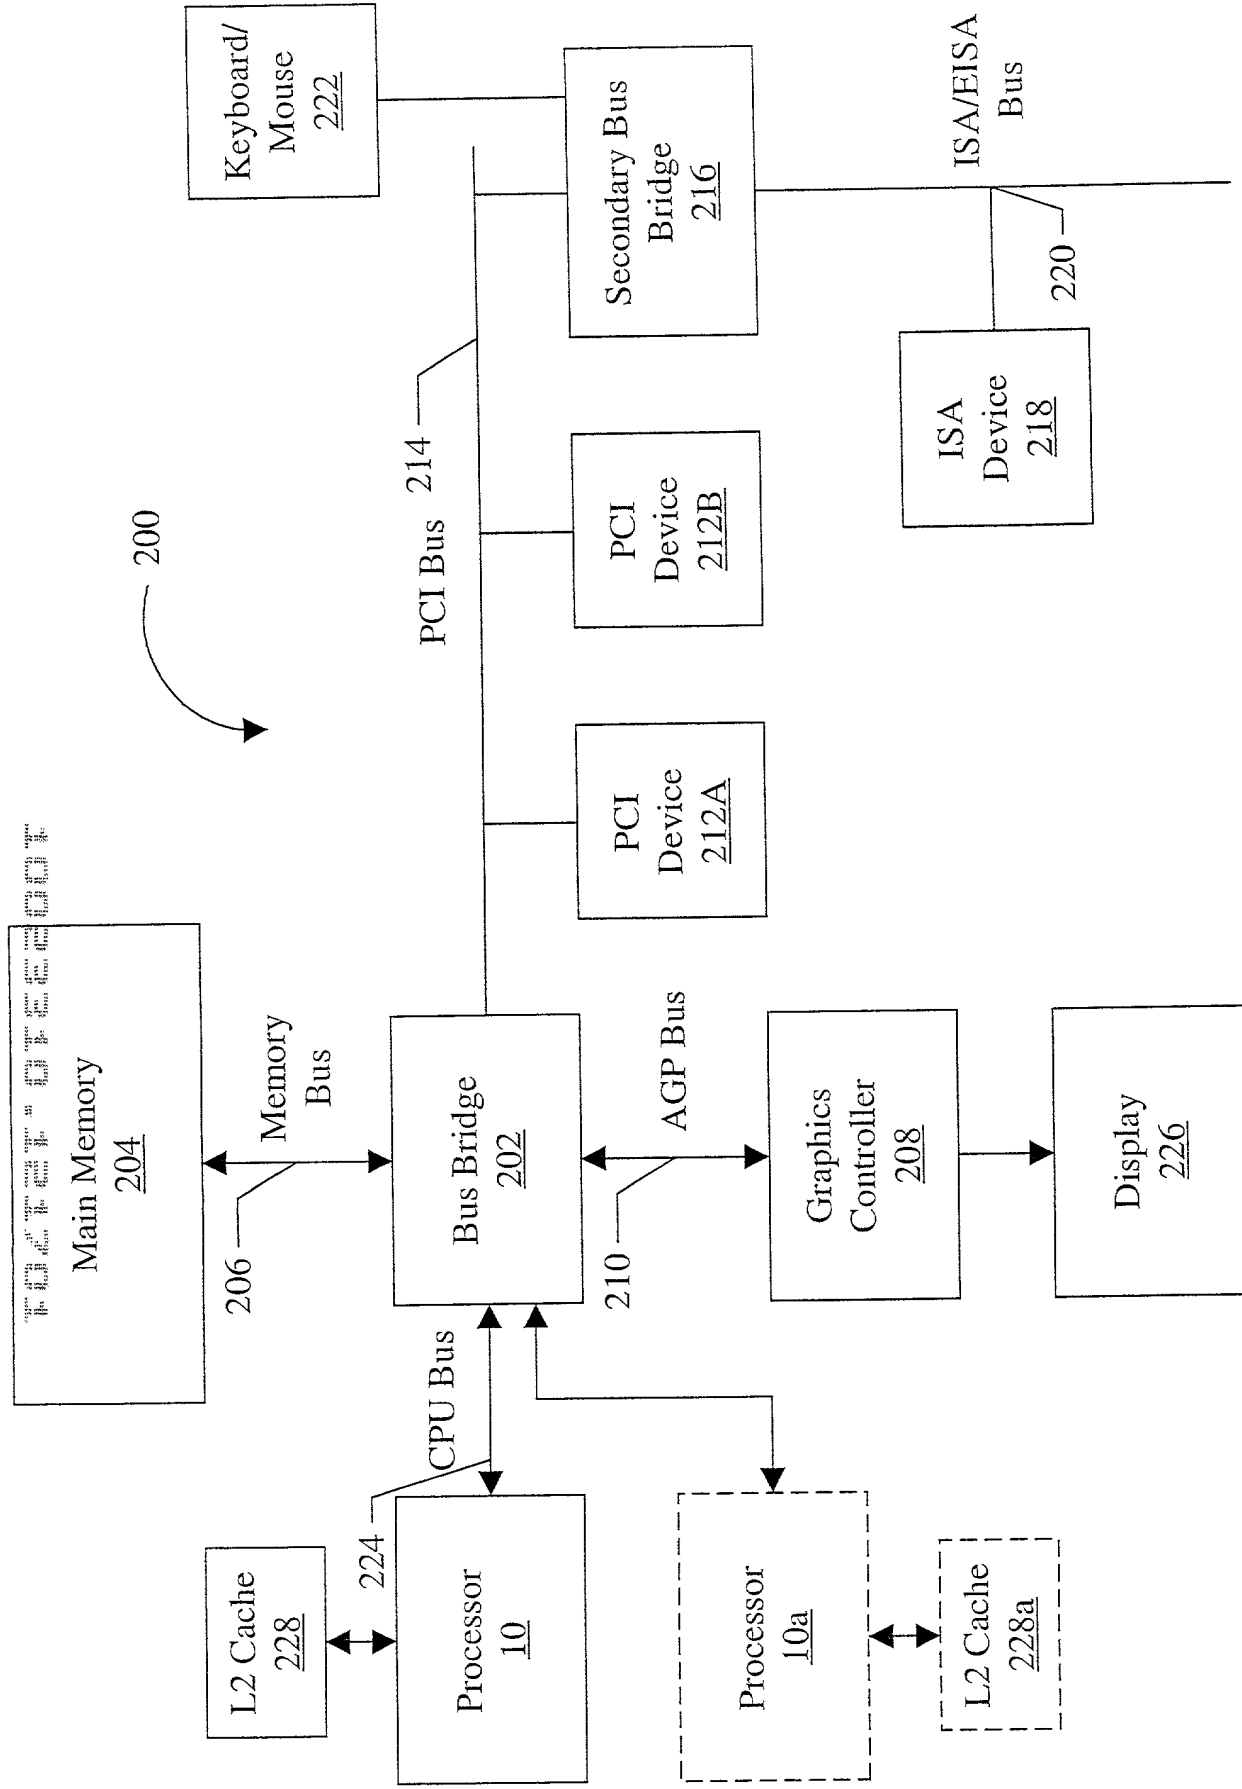 Main Memory
204
Memory
Bus
206
200
L2 Cache
228
224
CPU Bus
Processor
10
Bus Bridge
202
PCI Bus
214
Keyboard/
Mouse
222
210
AGP Bus
PCI
Device
212A
PCI
Device
212B
Secondary Bus
Bridge
216
Processor
10a
L2 Cache
228a
Graphics
Controller
208
Display
226
ISA
Device
218
220
ISA/EISA
Bus